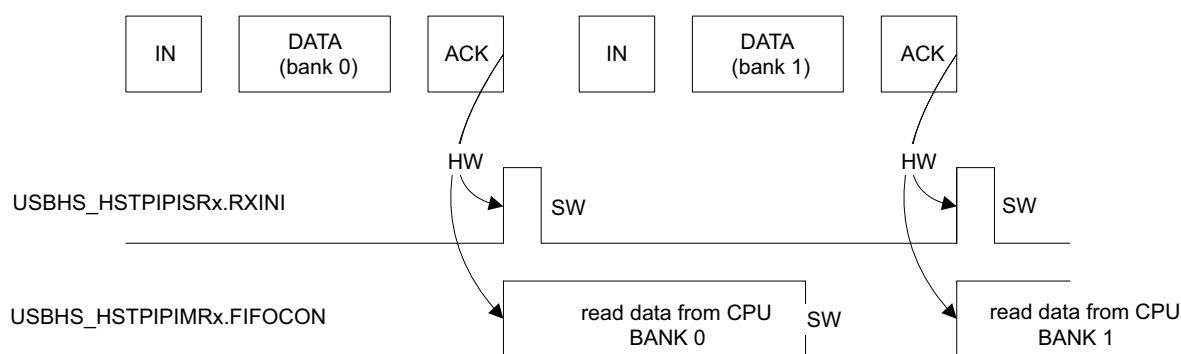 IN
DATA
(bank 0)
ACK
IN
DATA
(bank 1)
ACK
HW
HW
USBHS_HSTPIPISRx.RXINI
SW
SW
USBHS_HSTPIPIMRx.FIFOCON
read data from CPU
BANK 0
SW
read data from CPU
BANK 1